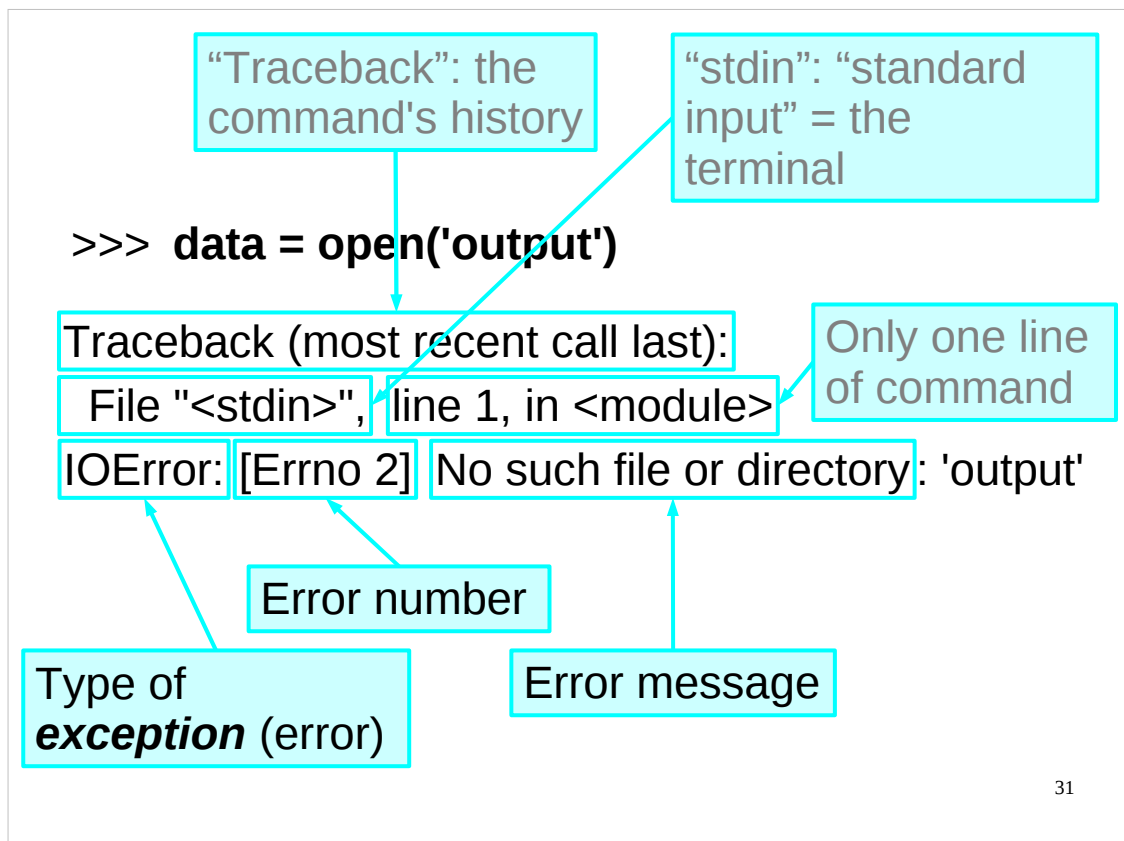 “Traceback”: the
command's history
“stdin”: “standard
input” = the
terminal
>>> data = open('output')
Traceback (most recent call last):
Only one line
of command
File "<stdin>", line 1, in <module>
IOError: [Errno 2] No such file or directory: 'output'
Error number
Type of
exception (error)
Error message
31